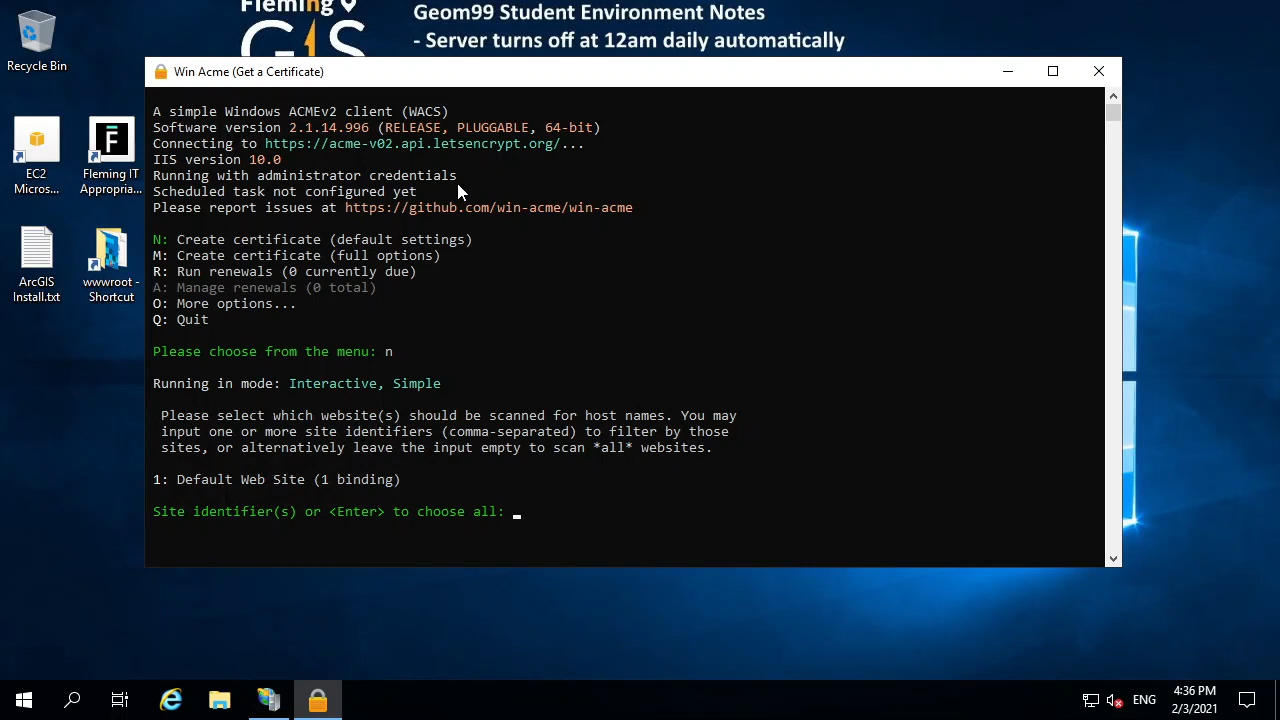 Fleming
GIS
Geom99 Student Environment Notes
- Server turns off at 12am daily automatically
Recycle Bin
EC2
Micros...
Fleming IT
Appropria...
ArcGIS
Install.txt
wwwroot -
Shortcut
Win Acme (Get a Certificate)
A simple Windows ACMEv2 client (WACS)
Software version 2.1.14.996 (RELEASE, PLUGGABLE, 64-bit)
Connecting to https://acme-v02.api.letsencrypt.org/...
IIS version 10.0
Running with administrator credentials
Scheduled task not configured yet
Please report issues at https://github.com/win-acme/win-acme
N: Create certificate (default settings)
M: Create certificate (full options)
R: Run renewals (0 currently due)
A: Manage renewals (0 total)
O: More options...
Q: Quit
Please choose from the menu: n
Running in mode: Interactive, Simple
Please select which website(s) should be scanned for host names. You may
input one or more site identifiers (comma-separated) to filter by those
sites, or alternatively leave the input empty to scan *all* websites.
1: Default Web Site (1 binding)
Site identifier(s) or <Enter> to choose all:
ENG
4:36 PM
2/3/2021